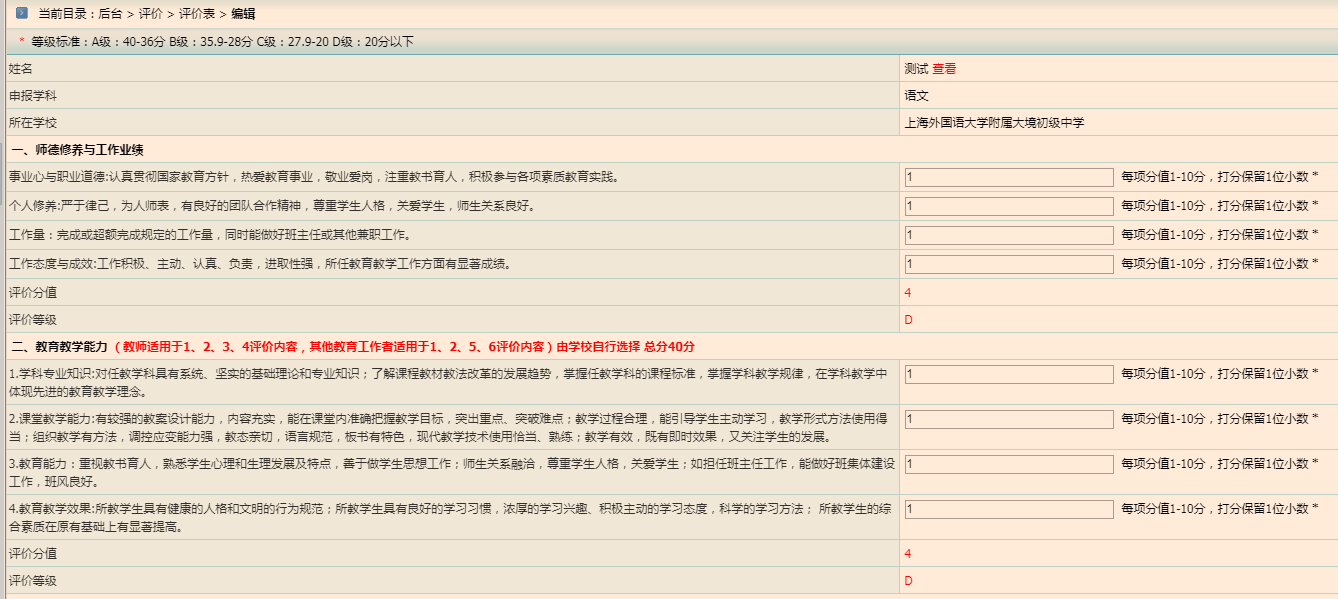 当前目录：后台 > 评价 > 评价表 > 编辑
* 等级标准：A级：40-36分 B级：35.9-28分 C级：27.9-20 D级：20分以下
姓名 测试 查看
申报学科 语文
所在学校 上海外国语大学附属大境初级中学
一、师德修养与工作业绩
事业心与职业道德:认真贯彻国家教育方针，热爱教育事业，敬业爱岗，注重教书育人，积极参与各项素质教育实践。 1 每项分值1-10分，打分保留1位小数 *
个人修养:严于律己，为人师表，有良好的团队合作精神，尊重学生人格，关爱学生，师生关系良好。 1 每项分值1-10分，打分保留1位小数 *
工作量：完成或超额完成规定的工作量，同时能做好班主任或其他兼职工作。 1 每项分值1-10分，打分保留1位小数 *
工作态度与成效:工作积极、主动、认真、负责，进取性强，所任教育教学工作方面有显著成绩。 1 每项分值1-10分，打分保留1位小数 *
评价分值 4
评价等级 D
二、教育教学能力 （教师适用于1、2、3、4评价内容，其他教育工作者适用于1、2、5、6评价内容）由学校自行选择 总分40分
1.学科专业知识:对任教学科具有系统、坚实的基础理论和专业知识；了解课程教材教法改革的发展趋势，掌握任教学科的课程标准，掌握学科教学规律，在学科教学中 1 每项分值1-10分，打分保留1位小数 *
体现先进的教育教学理念。
2.课堂教学能力:有较强的教案设计能力，内容充实，能在课堂内准确把握教学目标，突出重点、突破难点；教学过程合理，能引导学生主动学习，教学形式方法使用得 1 每项分值1-10分，打分保留1位小数 *
当；组织教学有方法，调控应变能力强，教态亲切，语言规范，板书有特色，现代教学技术使用恰当、熟练；教学有效，既有即时效果，又关注学生的发展。
3.教育能力：重视教书育人，熟悉学生心理和生理发展及特点，善于做学生思想工作；师生关系融洽，尊重学生人格，关爱学生；如担任班主任工作，能做好班集体建设 1 每项分值1-10分，打分保留1位小数 *
工作，班风良好。
4.教育教学效果:所教学生具有健康的人格和文明的行为规范；所教学生具有良好的学习习惯，浓厚的学习兴趣、积极主动的学习态度，科学的学习方法； 所教学生的综 1 每项分值1-10分，打分保留1位小数 *
合素质在原有基础上有显著提高。
评价分值 4
评价等级 D